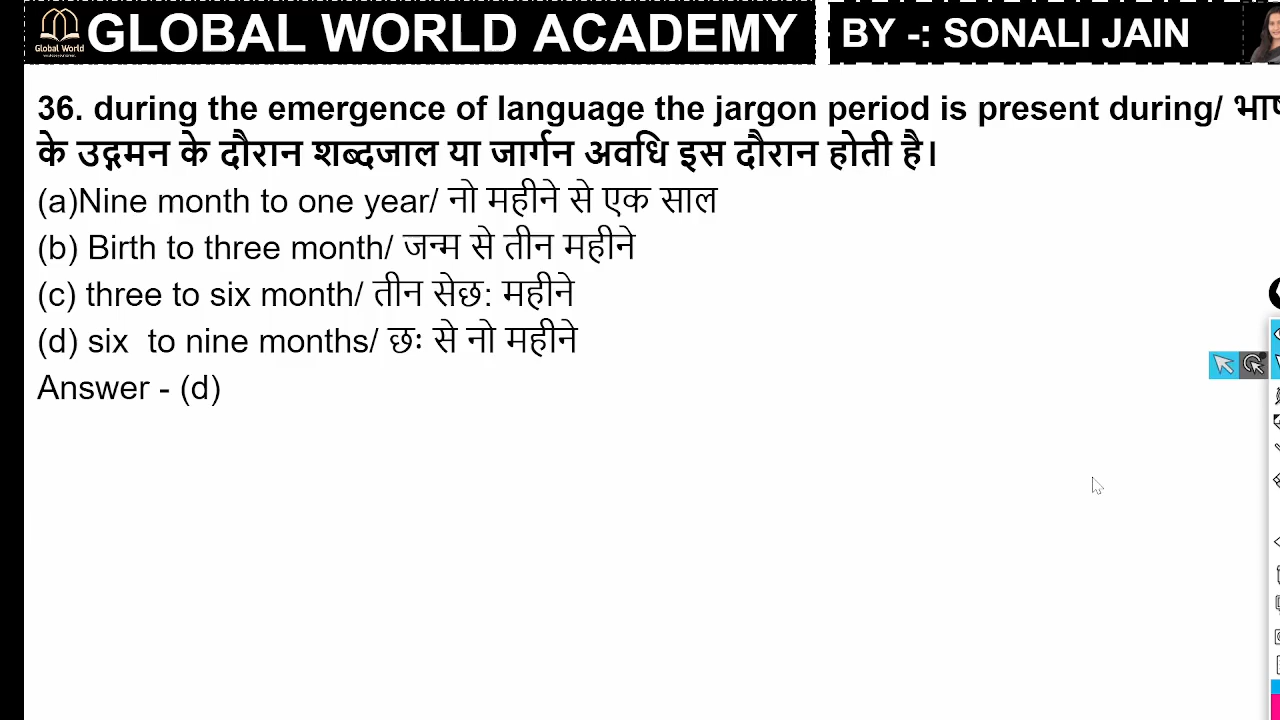 Global World
GLOBAL WORLD ACADEMY
BY -: SONALI JAIN
36. during the emergence of language the jargon period is present during/
के उद्गमन के दौरान शब्दजाल या जार्गन अवधि इस दौरान होती है।
(a)Nine month to one year/ नो महीने से एक साल
(b) Birth to three month/ जन्म से तीन महीने
(c) three to six month/ तीन सेछ: महीने
(d) six  to nine months/ छः से नो महीने
Answer - (d)